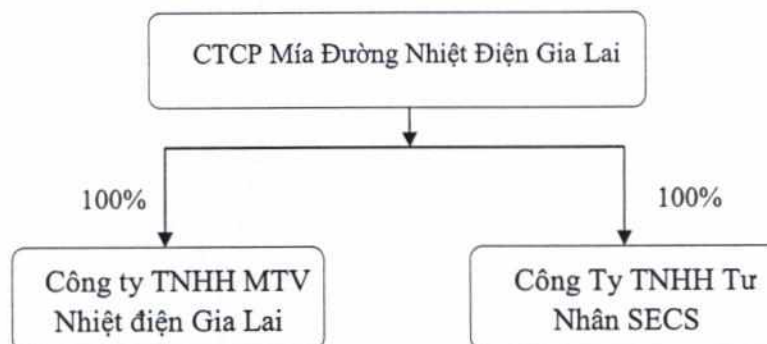 CTCP Mía Đường Nhiệt Điện Gia Lai
100%
100%
Công ty TNHH MTV
Nhiệt điện Gia Lai
Công Ty TNHH Tư
Nhân SECS